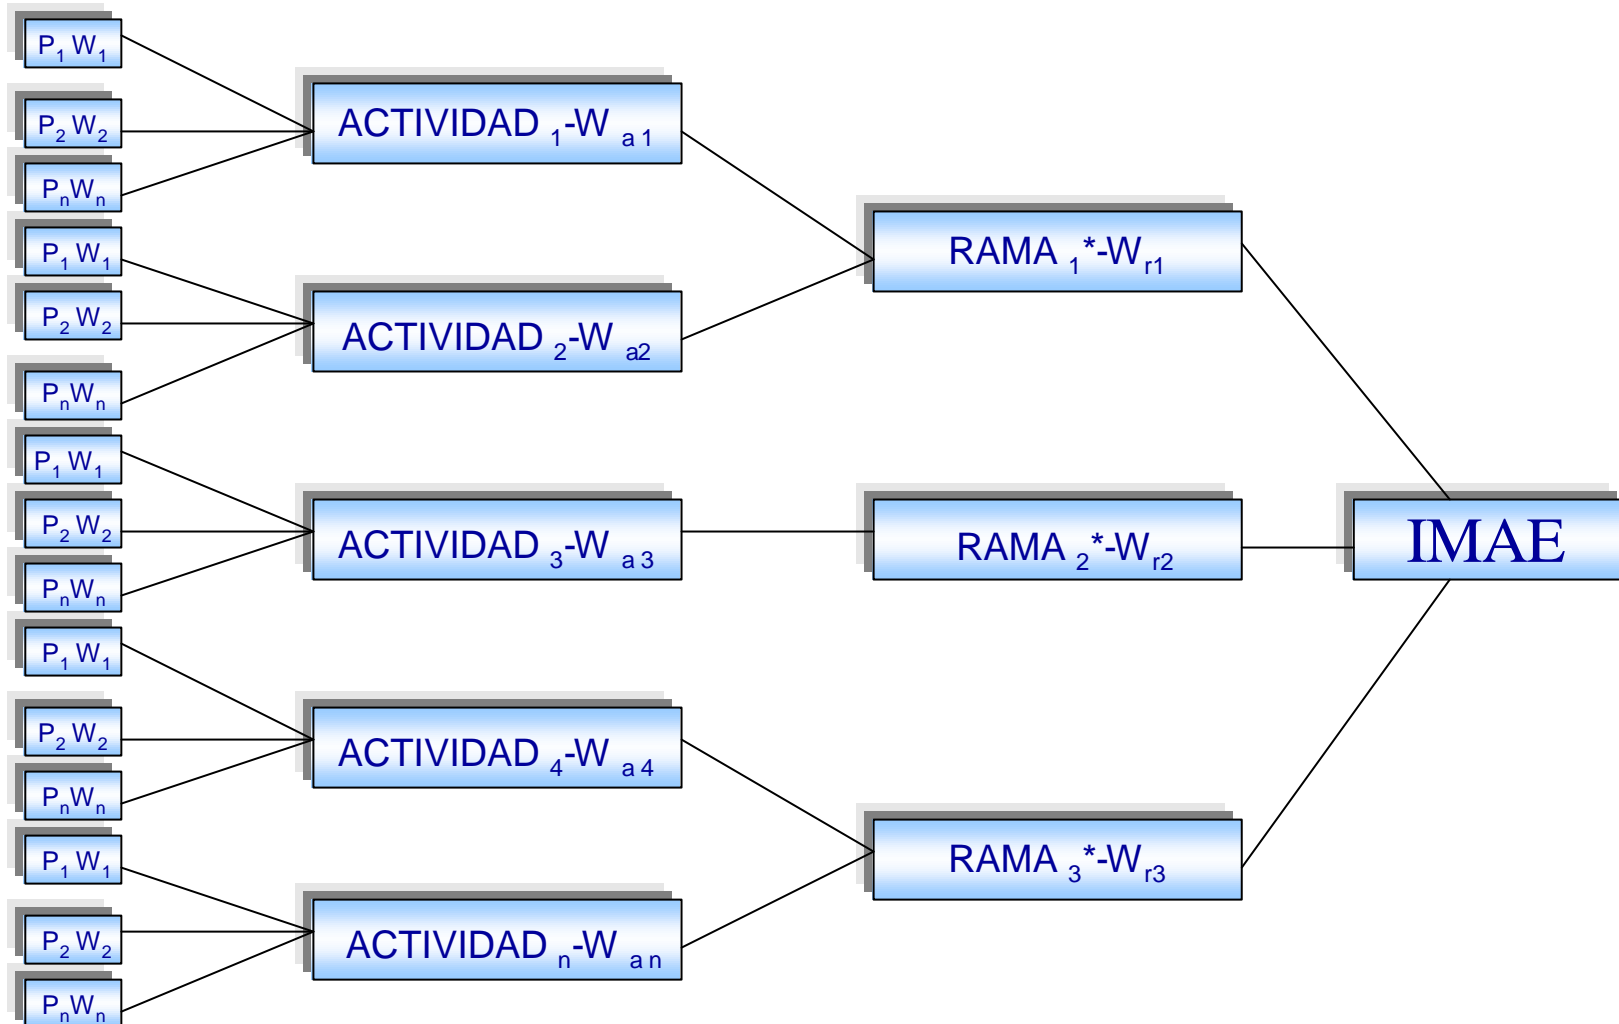 P₁ W₁
P₂ W₂
PₙWₙ
P₁ W₁
P₂ W₂
PₙWₙ
P₁ W₁
P₂ W₂
PₙWₙ
P₁ W₁
P₂ W₂
PₙWₙ
P₁ W₁
P₂ W₂
PₙWₙ
ACTIVIDAD ₁-W ₐ ₁
ACTIVIDAD ₂-W ₐ₂
ACTIVIDAD ₃-W ₐ ₃
ACTIVIDAD ₄-W ₐ ₄
ACTIVIDAD ₙ-W ₐ ₙ
RAMA ₁*-Wᵣ₁
RAMA ₂*-Wᵣ₂
RAMA ₃*-Wᵣ₃
IMAE